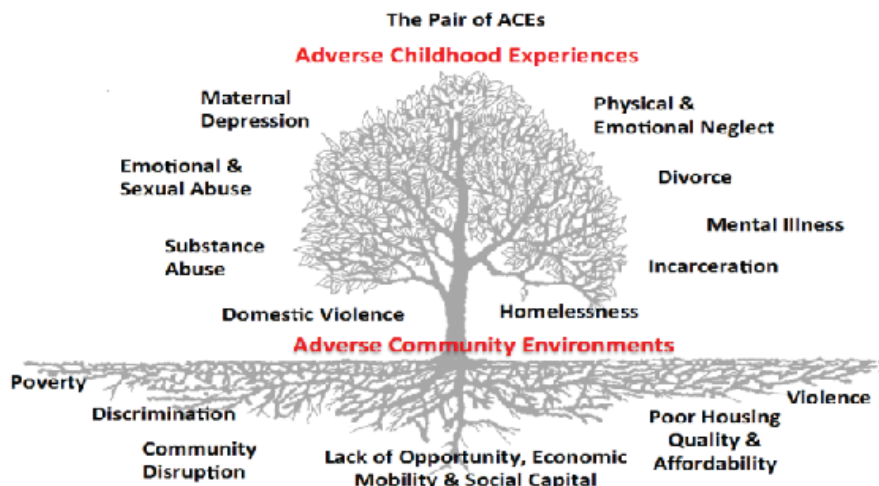 The Pair of ACEs
Adverse Childhood Experiences
Maternal
Depression
Physical &
Emotional Neglect
Emotional &
Sexual Abuse
Divorce
Mental Illness
Substance
Abuse
Incarceration
Domestic Violence
Homelessness
Adverse Community Environments
Poverty
Violence
Discrimination
Poor Housing
Quality &
Affordability
Community
Disruption
Lack of Opportunity, Economic
Mobility & Social Capital